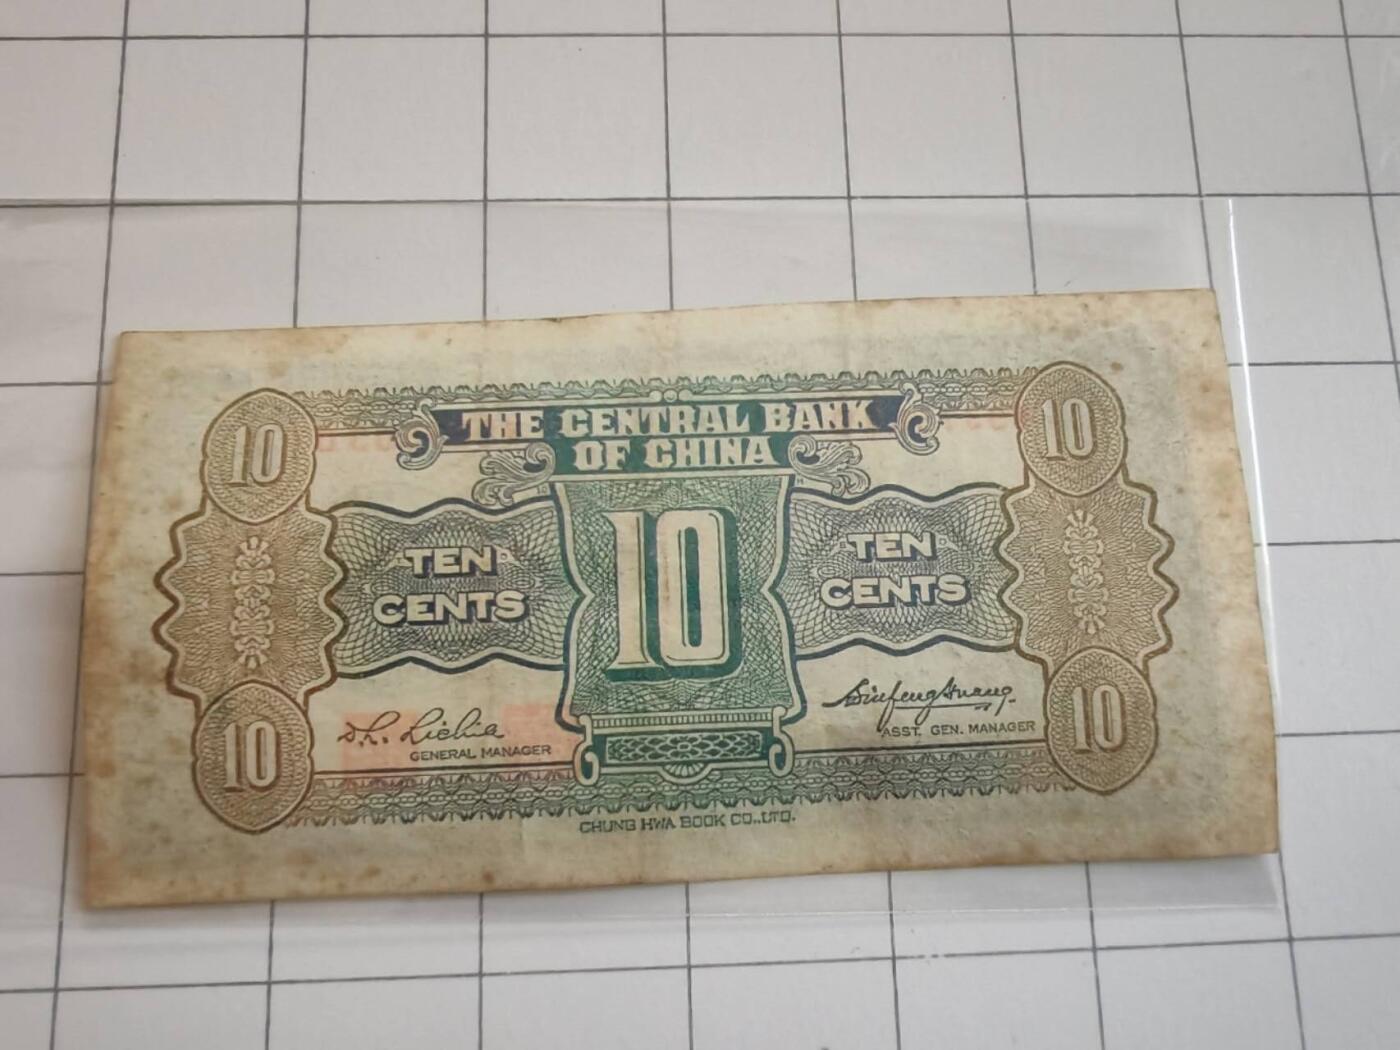 THE CENTRAL BANK
OF CHINA
10
10
TEN
CENTS
10
TEN
CENTS
GENERAL MANAGER
ASST. GEN. MANAGER
10
10
CHUNG HWA BOOK CO.,LTD.